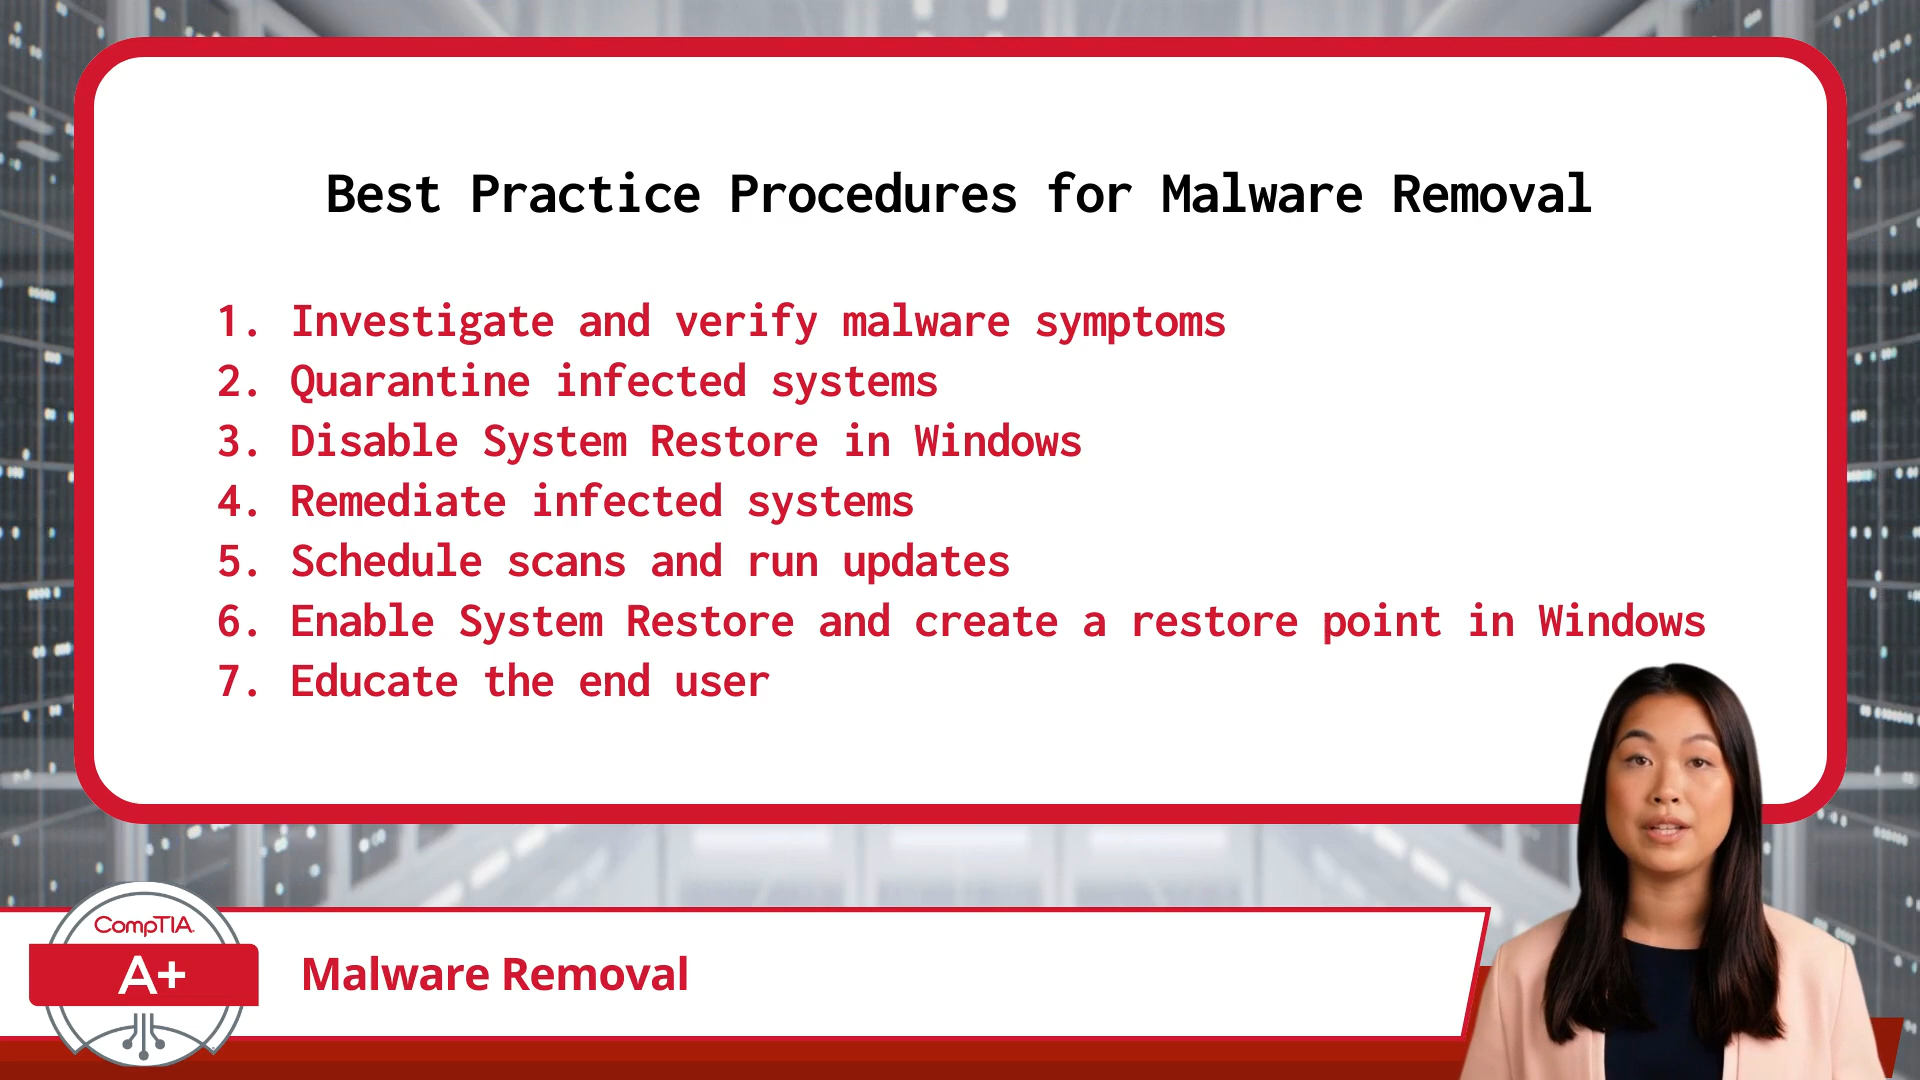 Best Practice Procedures for Malware Removal
1. Investigate and verify malware symptoms
2. Quarantine infected systems
3. Disable System Restore in Windows
4. Remediate infected systems
5. Schedule scans and run updates
6. Enable System Restore and create a restore point in Windows
7. Educate the end user
CompTIA.
A+
Malware Removal